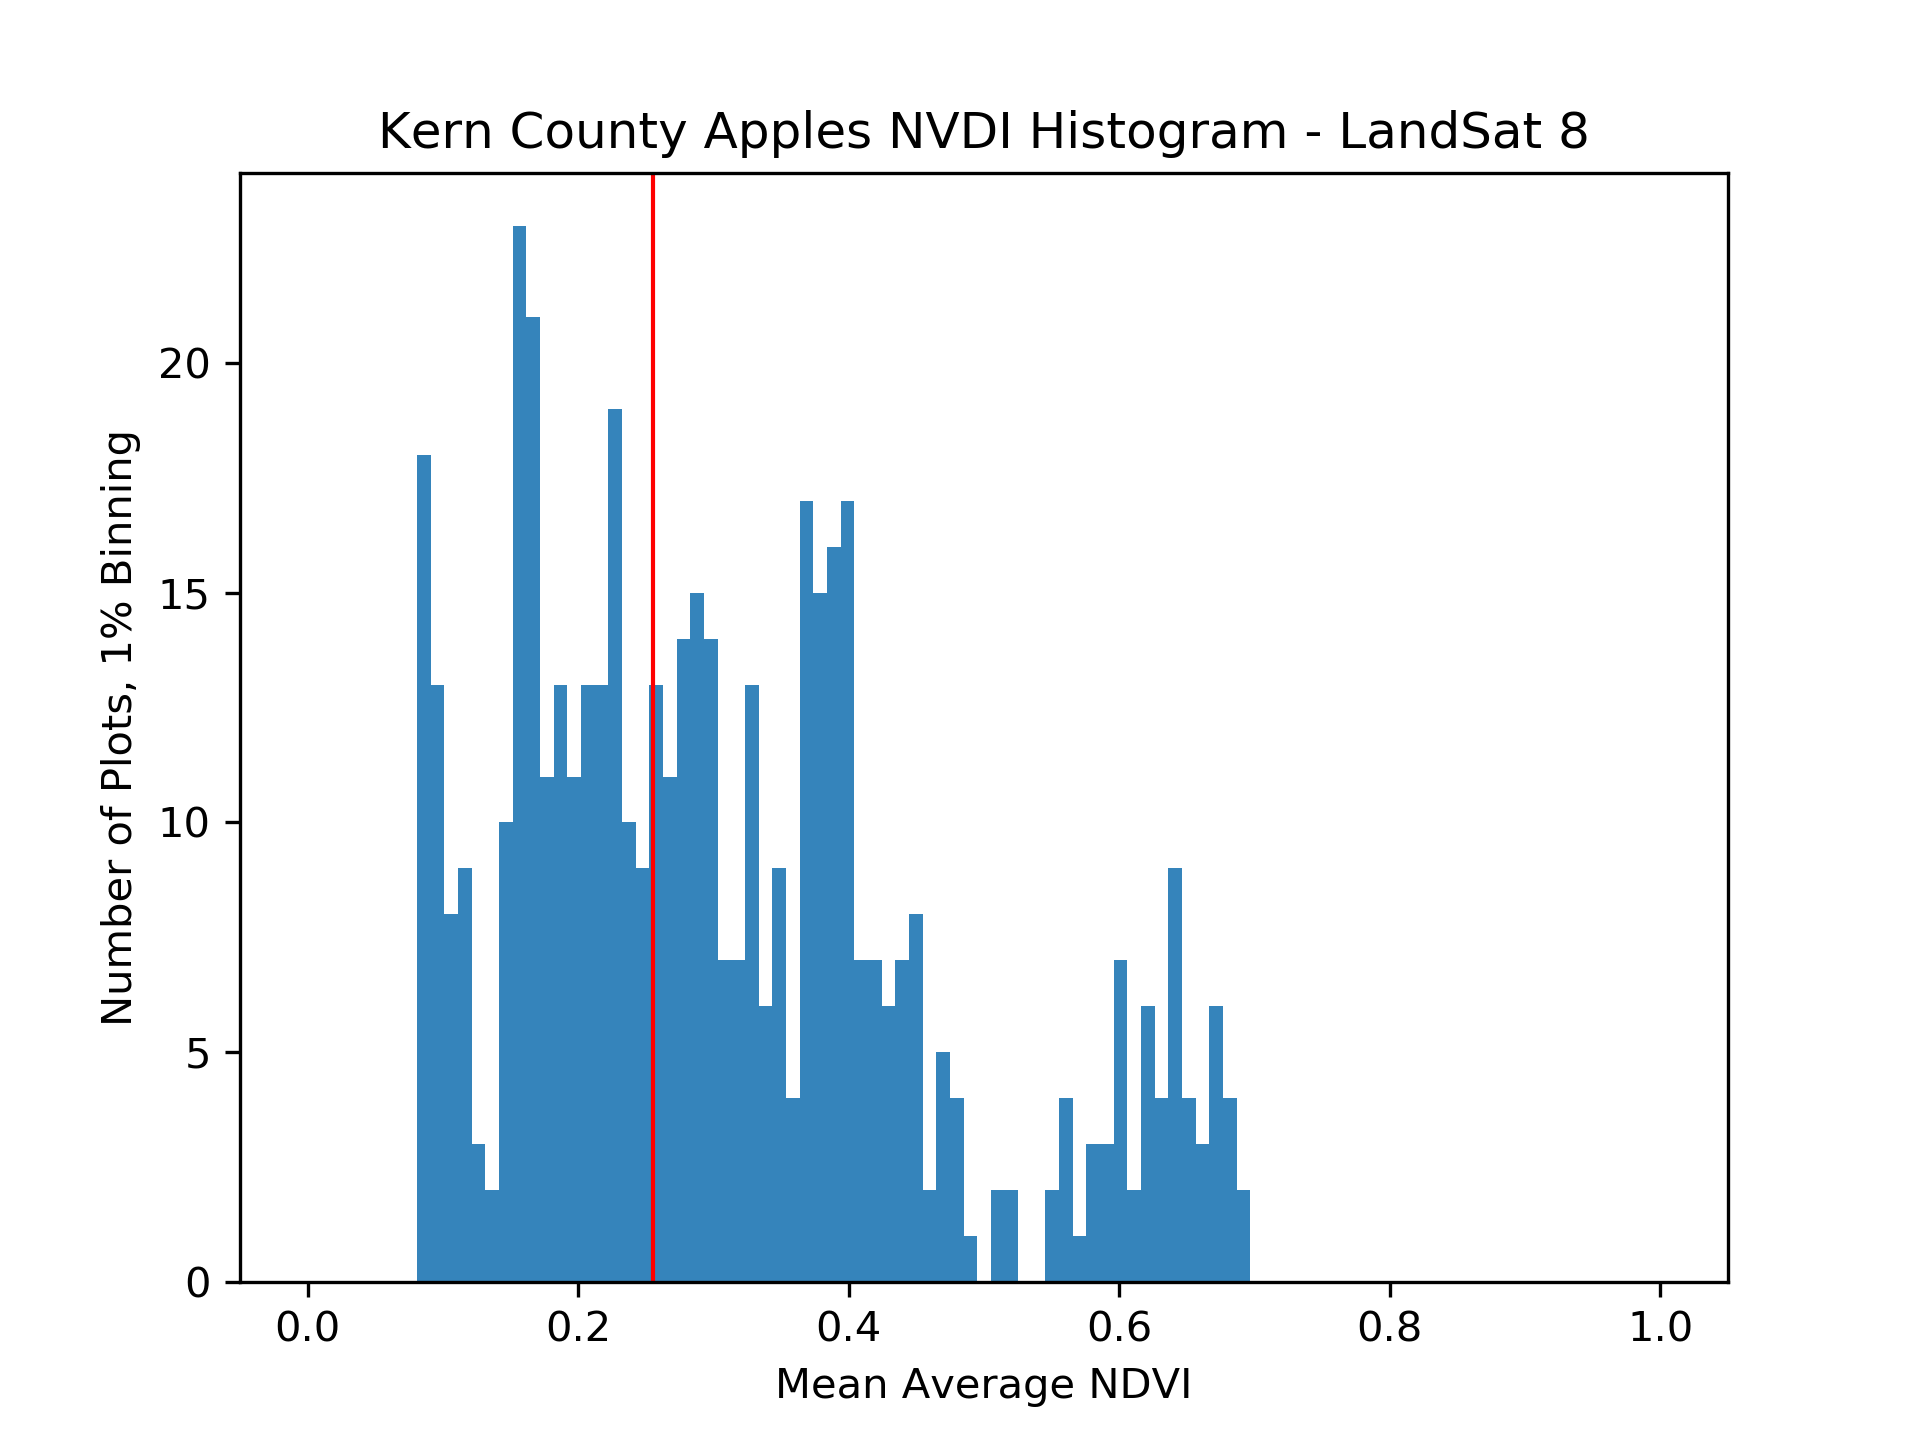 Kern County Apples NVDI Histogram - LandSat 8
Number of Plots, 1% Binning
20
15
10
5
0
0.0 0.2 0.4 0.6 0.8 1.0
Mean Average NDVI